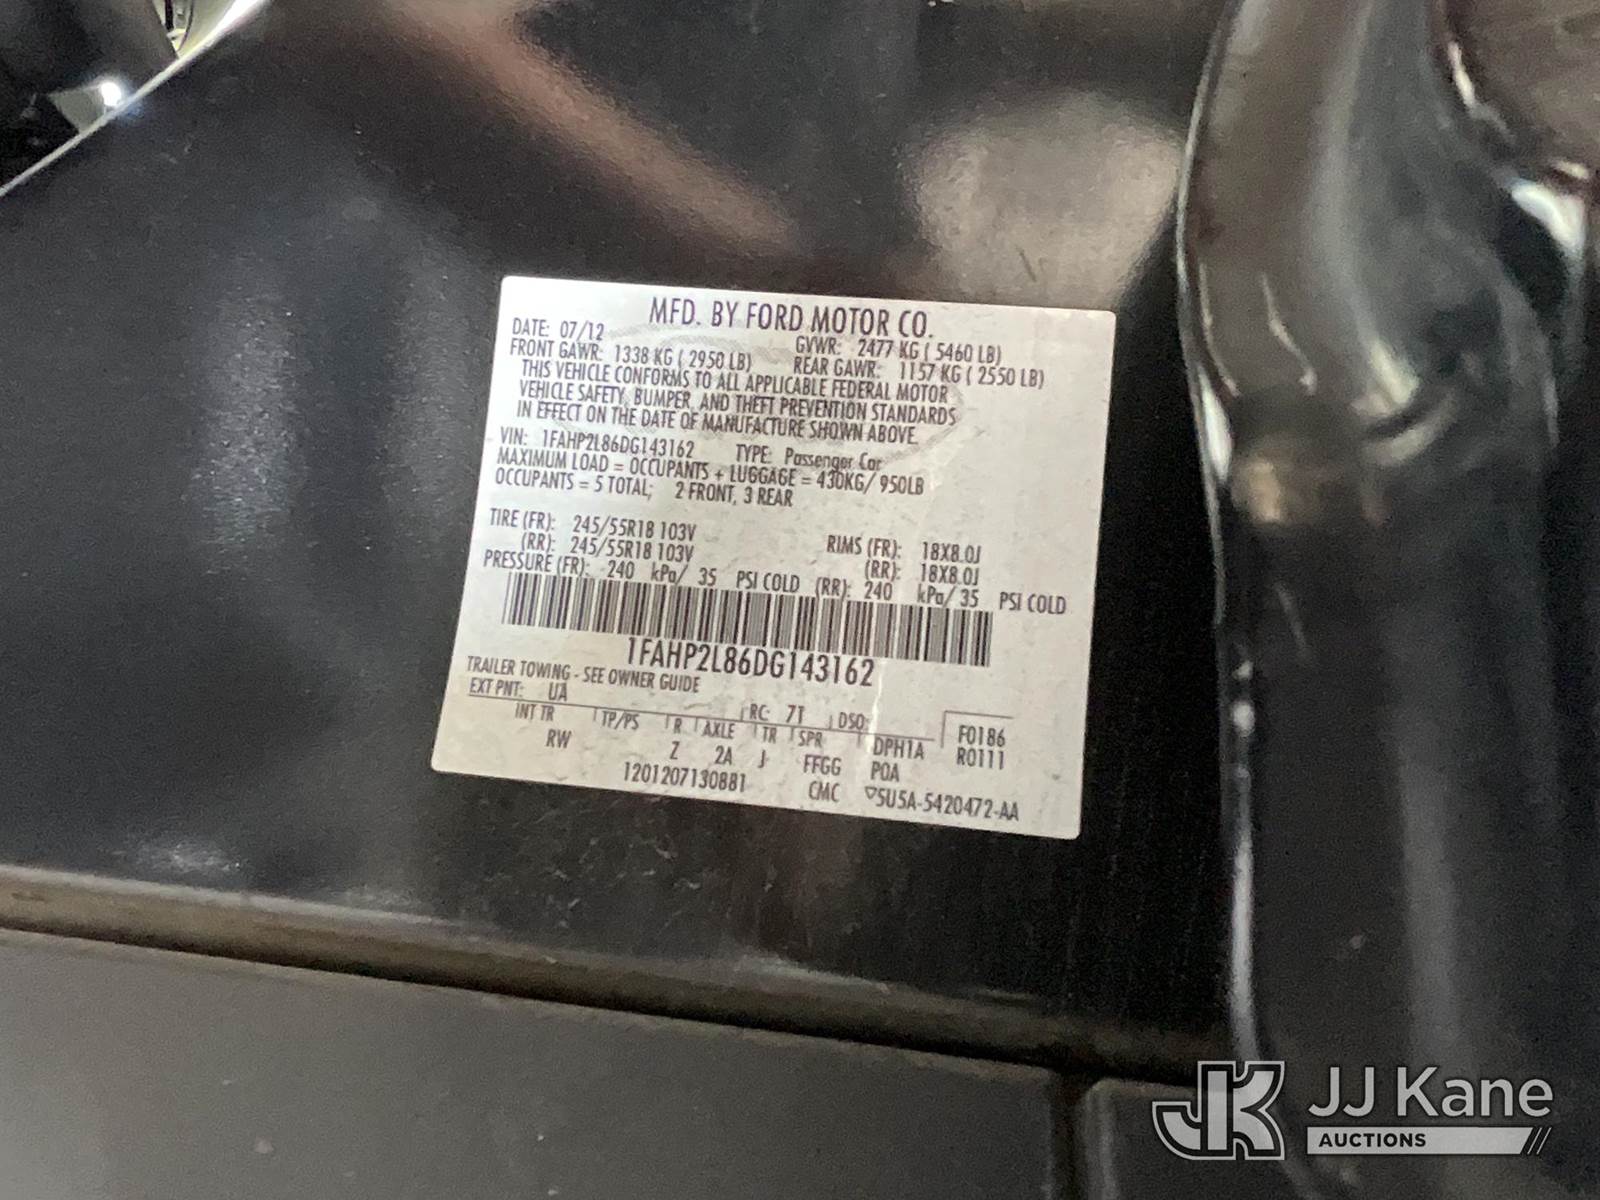 MFD. BY FORD MOTOR CO.
DATE: 07/12 GVWR: 2477 KG ( 5460 LB)
FRONT GAWR: 1338 KG ( 2950 LB) REAR GAWR: 1157 KG ( 2550 LB)
THIS VEHICLE CONFORMS TO ALL APPLICABLE FEDERAL MOTOR
VEHICLE SAFETY, BUMPER, AND THEFT PREVENTION STANDARDS
IN EFFECT ON THE DATE OF MANUFACTURE SHOWN ABOVE.
VIN: 1FAHP2L86DG143162 TYPE: Passenger Car
MAXIMUM LOAD = OCCUPANTS + LUGGAGE = 430KG/ 950LB
OCCUPANTS = 5 TOTAL; 2 FRONT, 3 REAR
TIRE (FR): 245/55R18 103V RIMS (FR): 18X8.0J
(RR): 245/55R18 103V (RR): 18X8.0J
PRESSURE (FR): 240 kPa/ 35 PSI COLD (RR): 240 kPa/ 35 PSI COLD
1FAHP2L86DG143162
TRAILER TOWING - SEE OWNER GUIDE
EXT PNT: UA RC: 7T DSO: F0186
INT TR TP/PS R AXLE TR SPR DPH1A R0111
RW Z 2A J FFGG POA
1201207130881 CMC ▽5U5A-5420472-AA
JK JJ Kane
AUCTIONS